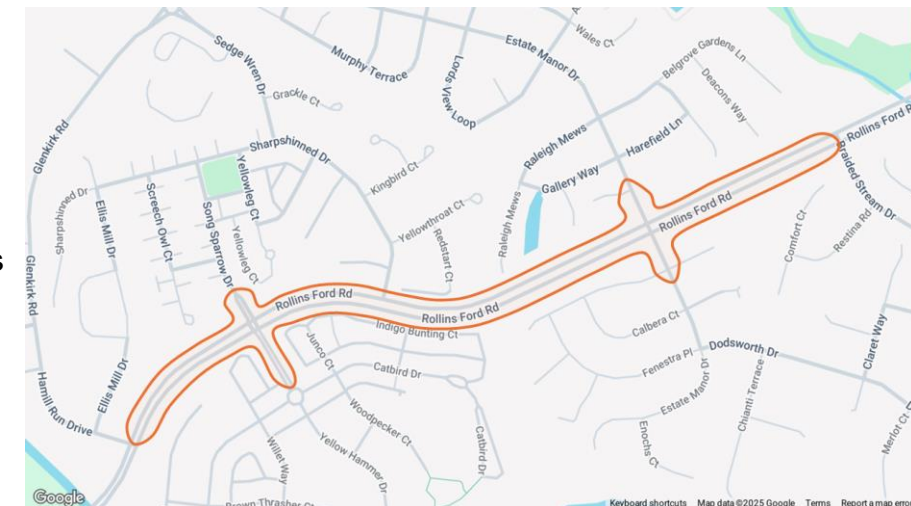 Wales Ct
Sedge Wren Dr
Murphy Terrace
Estate Manor Dr
Lords View Loop
Belgrove Gardens Ln
Deacons Way
Grackle Ct
Glenkirk Rd
Raleigh Mews
Harefield Ln
Rollins Ford R
Sharpshinned Dr
Braided Stream Dr
Kingbird Ct
Gallery Way
Yellowleg Ct
Sharpshinned Dr
Screech Owl Ct
Ellis Mill Dr
Song Sparrow Dr
Yellowthroat Ct
Raleigh Mews
Rollins Ford Rd
Comfort Ct
Restina Rd
Yellowleg Ct
Redstart Ct
s
Glenkirk Rd
Rollins Ford Rd
Rollins Ford Rd
Indigo Bunting Ct
Calbera Ct
Claret Way
Junco Ct
Dodsworth Dr
Fenestra Pl
Catbird Dr
Ellis Mill Dr
Hamill Run Drive
Estate Manor Dr
Chianti Terrace
Woodpecker Ct
Merlot Ct
Enochs Ct
Catbird Dr
Willet Way
Yellow Hammer Dr
Google
Brown Thrasher Ct
Keyboard shortcuts Map data ©2025 Google Terms Report a map error